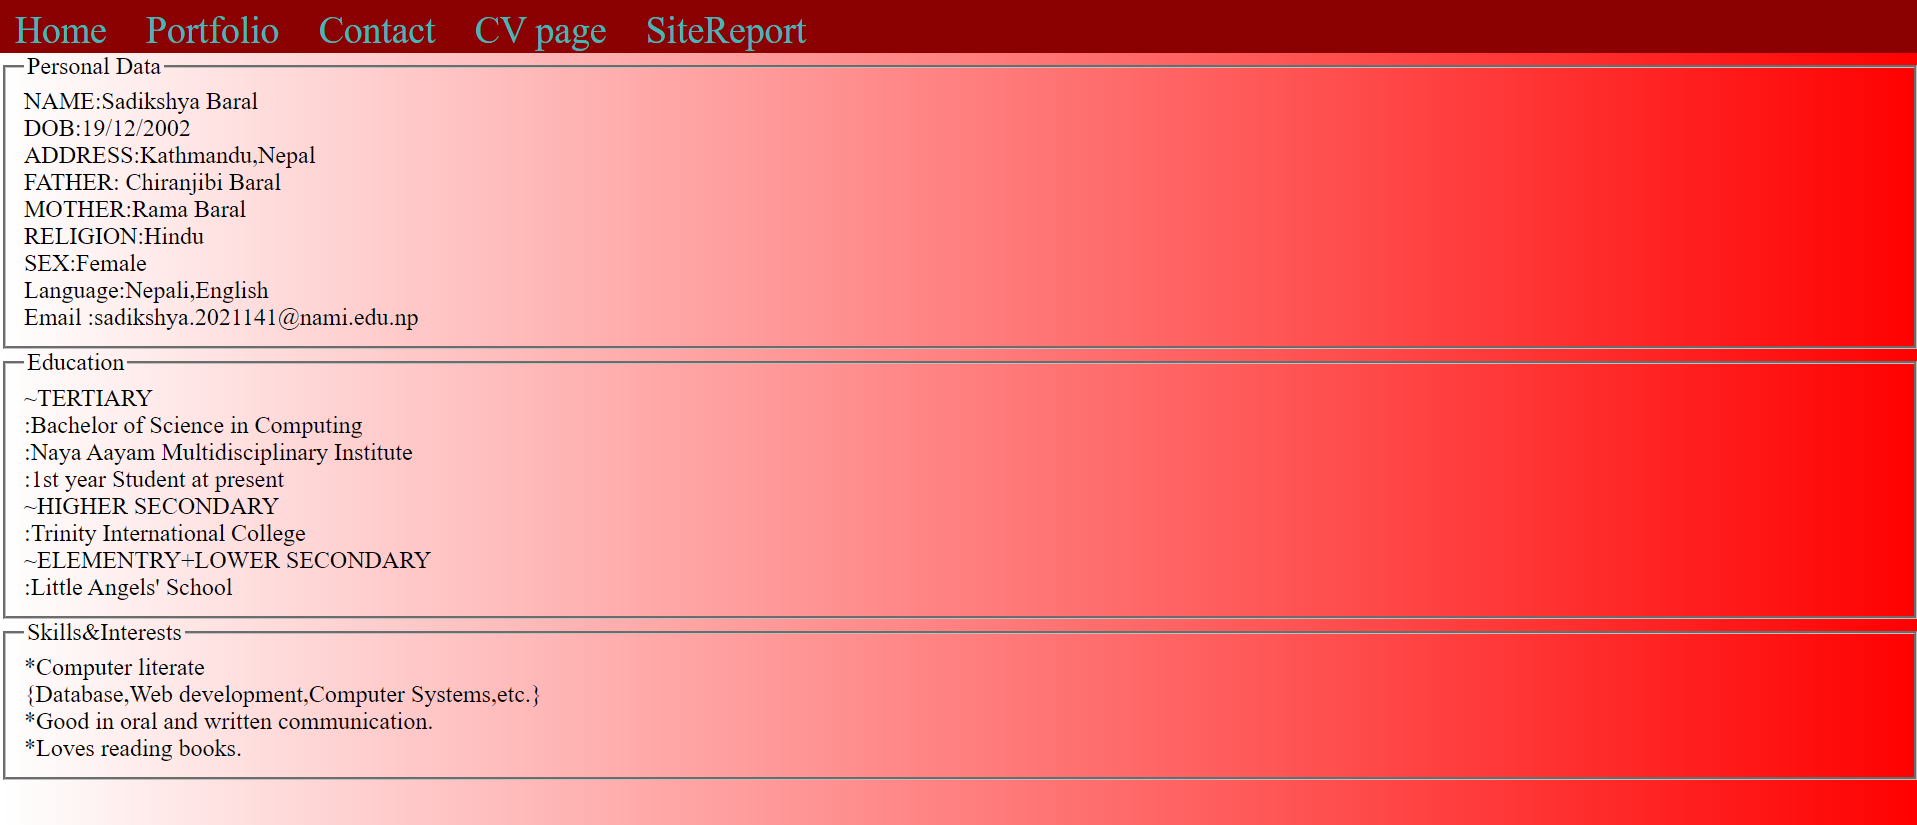 Home Portfolio Contact CV page SiteReport
Personal Data
NAME:Sadikshya Baral
DOB:19/12/2002
ADDRESS:Kathmandu,Nepal
FATHER: Chiranjibi Baral
MOTHER:Rama Baral
RELIGION:Hindu
SEX:Female
Language:Nepali,English
Email :sadikshya.2021141@nami.edu.np
Education
~TERTIARY
:Bachelor of Science in Computing
:Naya Aayam Multidisciplinary Institute
:1st year Student at present
~HIGHER SECONDARY
:Trinity International College
~ELEMENTRY+LOWER SECONDARY
:Little Angels' School
Skills&Interests
*Computer literate
{Database,Web development,Computer Systems,etc.}
*Good in oral and written communication.
*Loves reading books.